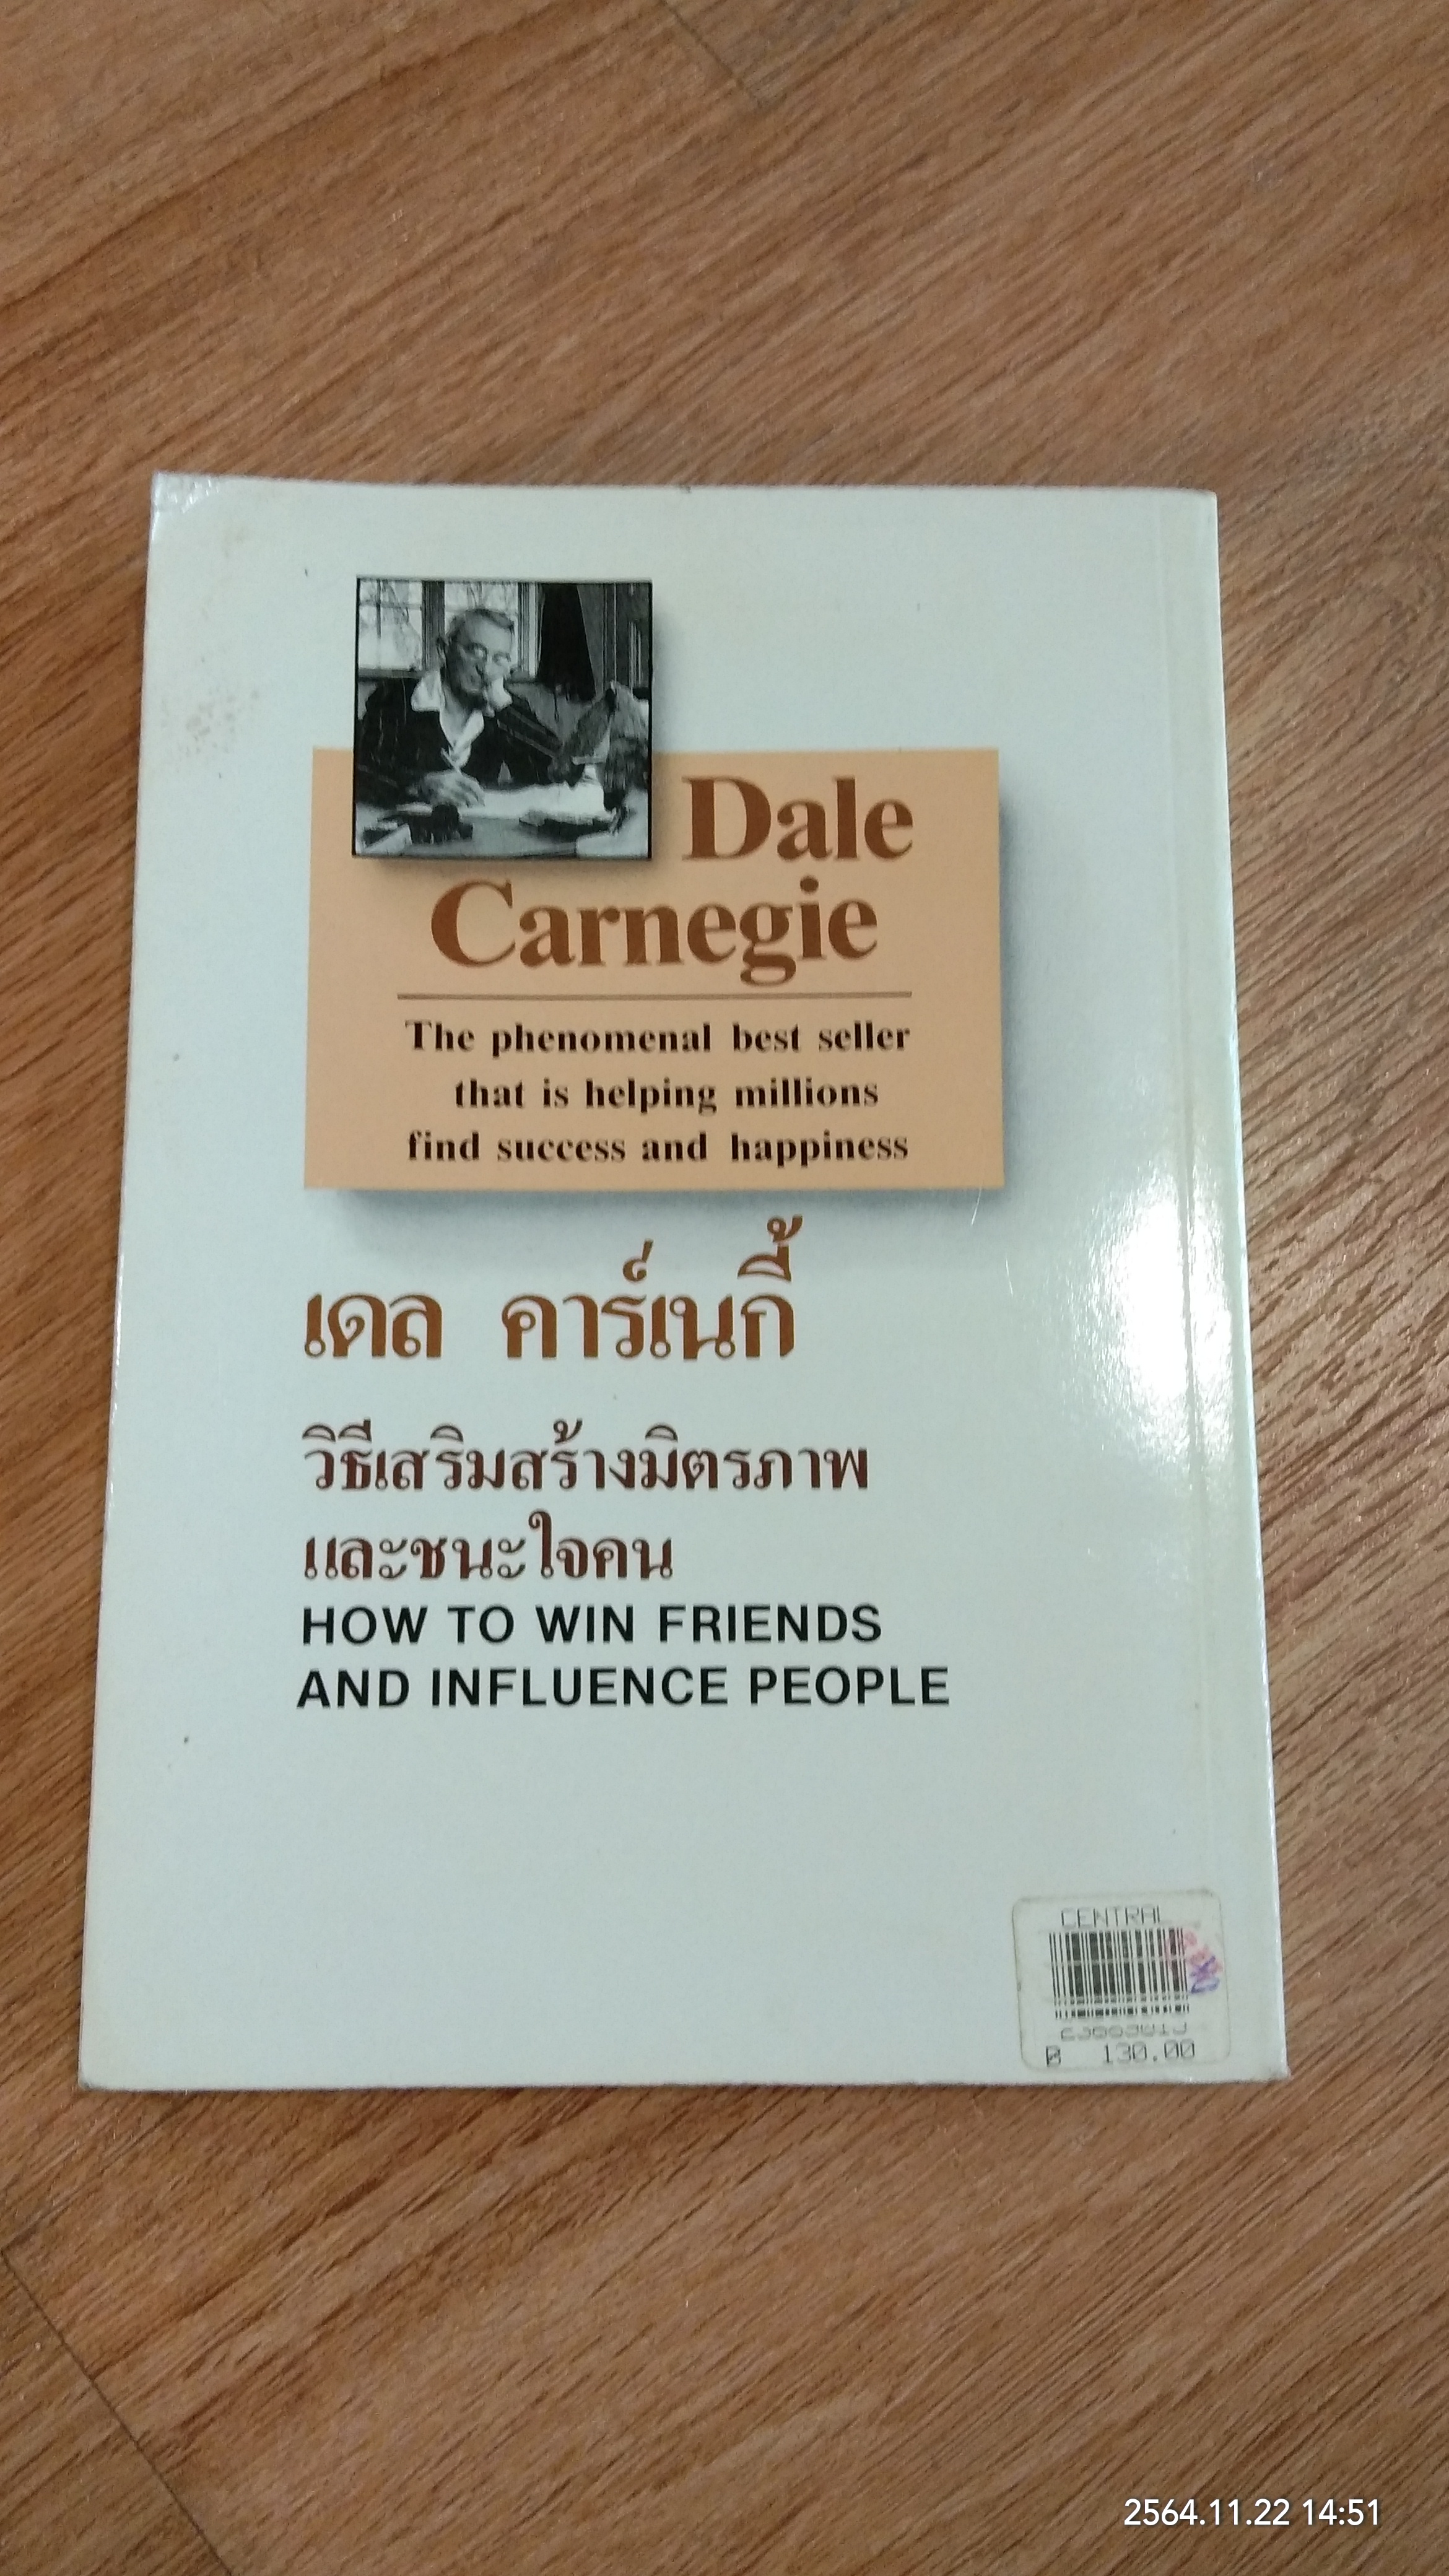 Dale
Carnegie
The phenomenal best seller
that is helping millions
find success and happiness
เดล คาร์เนกี้
วิธีเสริมสร้างมิตรภาพ
และชนะใจคน
HOW TO WIN FRIENDS
AND INFLUENCE PEOPLE
CENTRAL
฿ 130.00
2564.11.22 14:51